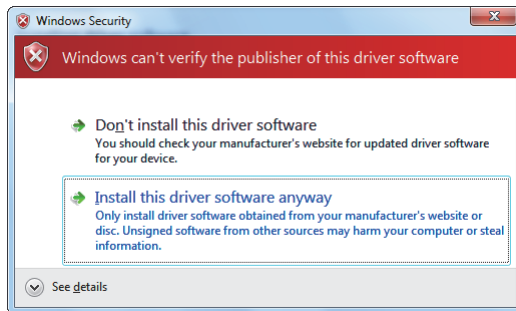 Windows Security
Windows can't verify the publisher of this driver software
Don't install this driver software
You should check your manufacturer's website for updated driver software
for your device.
Install this driver software anyway
Only install driver software obtained from your manufacturer's website or
disc. Unsigned software from other sources may harm your computer or steal
information.
See details